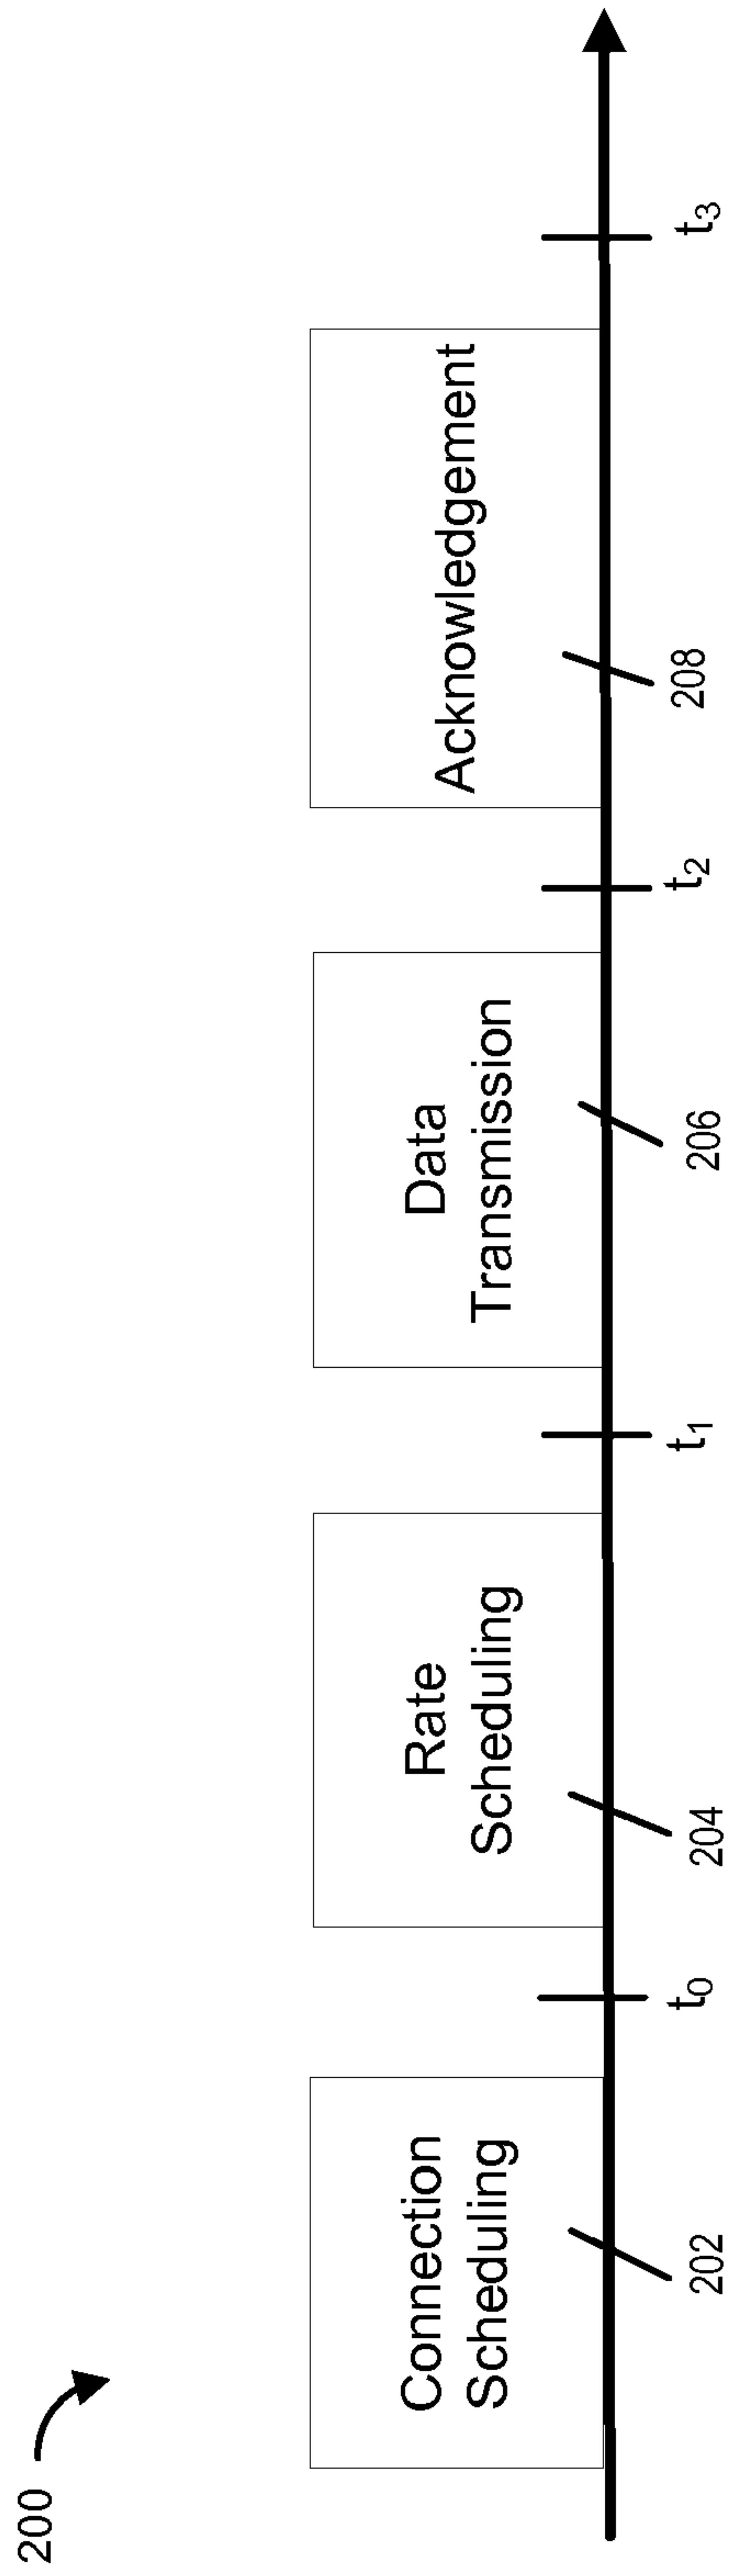 200
Connection
Scheduling
Rate
Scheduling
Data
Transmission
Acknowledgement
202
t0
204
t1
206
t2
208
t3